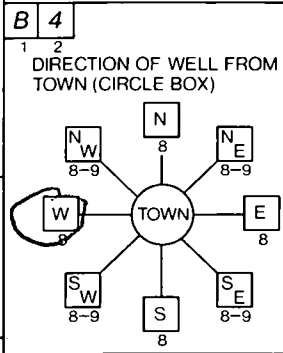 B 4
1 2
DIRECTION OF WELL FROM
TOWN (CIRCLE BOX)
N
8
N W
8-9
N E
8-9
W
8
TOWN
E
8
S W
8-9
S E
8-9
S
8